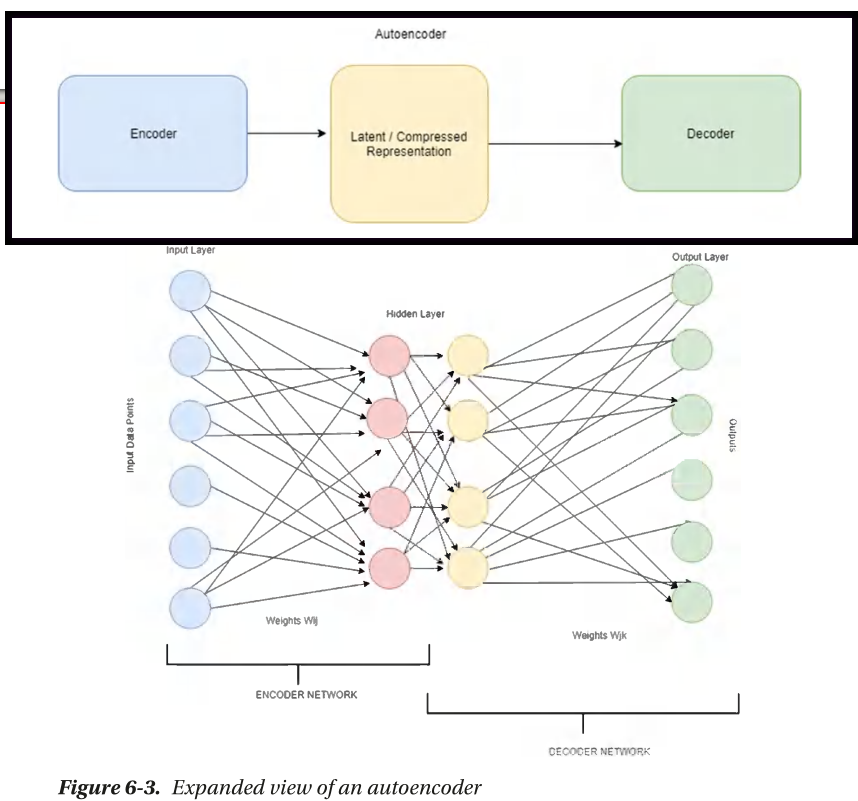 Autoencoder
Encoder
Latent / Compressed
Representation
Decoder
Input Layer
Output Layer
Hidden Layer
Input Data Points
Outputs
Weights Wij
Weights Wjk
ENCODER NETWORK
DECODER NETWORK
Figure 6-3. Expanded view of an autoencoder